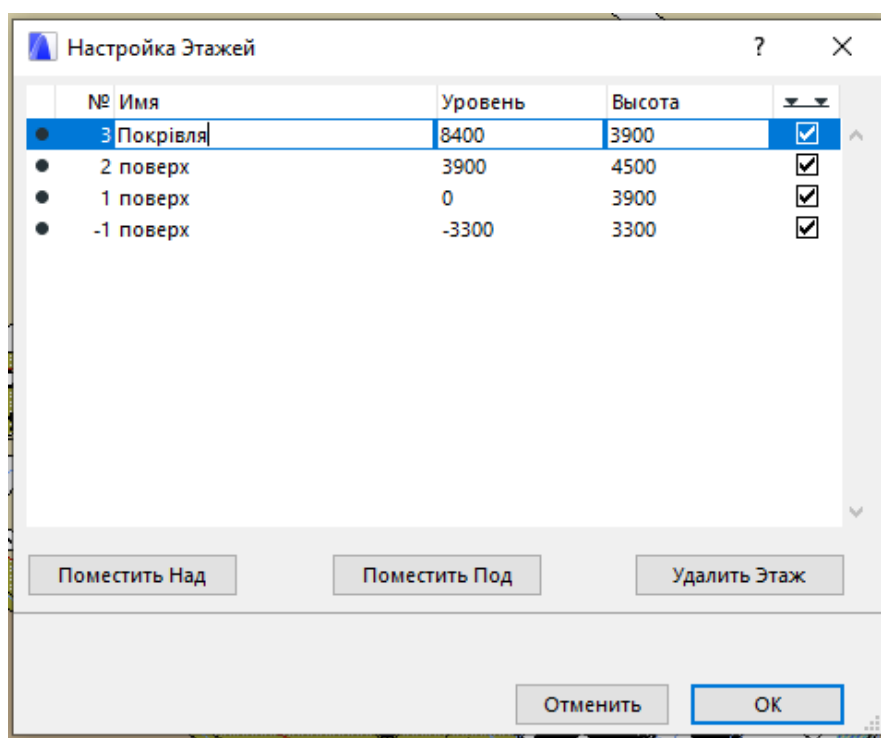 Настройка Этажей ?
№ Имя Уровень Высота
3 Покрівля 8400 3900
2 поверх 3900 4500
1 поверх 0 3900
-1 поверх -3300 3300
Поместить Над Поместить Под Удалить Этаж
Отменить ОК